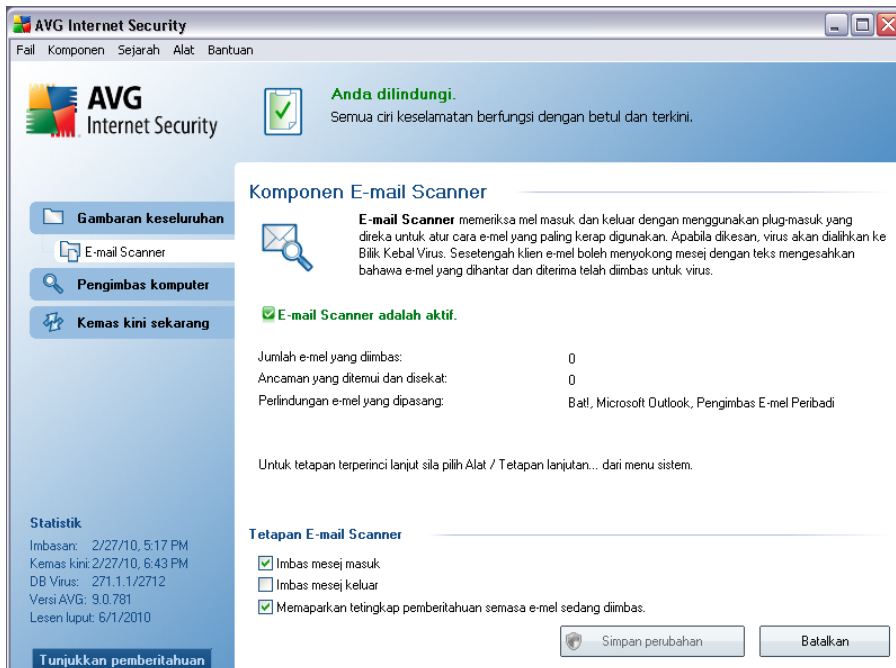 AVG Internet Security
Fail Komponen Sejarah Alat Bantuan
AVG
Internet Security
Anda dilindungi.
Semua ciri keselamatan berfungsi dengan betul dan terkini.
Gambaran keseluruhan
E-mail Scanner
Pengimbas komputer
Kemas kini sekarang
Komponen E-mail Scanner
E-mail Scanner memeriksa mel masuk dan keluar dengan menggunakan plug-masuk yang
direka untuk atur cara e-mel yang paling kerap digunakan. Apabila dikesan, virus akan dialihkan ke
Bilik Kebal Virus. Sesetengah klien e-mel boleh menyokong mesej dengan teks mengesahkan
bahawa e-mel yang dihantar dan diterima telah diimbas untuk virus.
E-mail Scanner adalah aktif.
Jumlah e-mel yang diimbas: 0
Ancaman yang ditemui dan disekat: 0
Perlindungan e-mel yang dipasang: Bat!, Microsoft Outlook, Pengimbas E-mel Peribadi
Untuk tetapan terperinci lanjut sila pilih Alat / Tetapan lanjutan... dari menu sistem.
Tetapan E-mail Scanner
Imbas mesej masuk
Imbas mesej keluar
Memaparkan tetingkap pemberitahuan semasa e-mel sedang diimbas.
Simpan perubahan
Batalkan
Statistik
Imbasan: 2/27/10, 5:17 PM
Kemas kini: 2/27/10, 6:43 PM
DB Virus: 271.1.1/2712
Versi AVG: 9.0.781
Lesen luput: 6/1/2010
Tunjukkan pemberitahuan